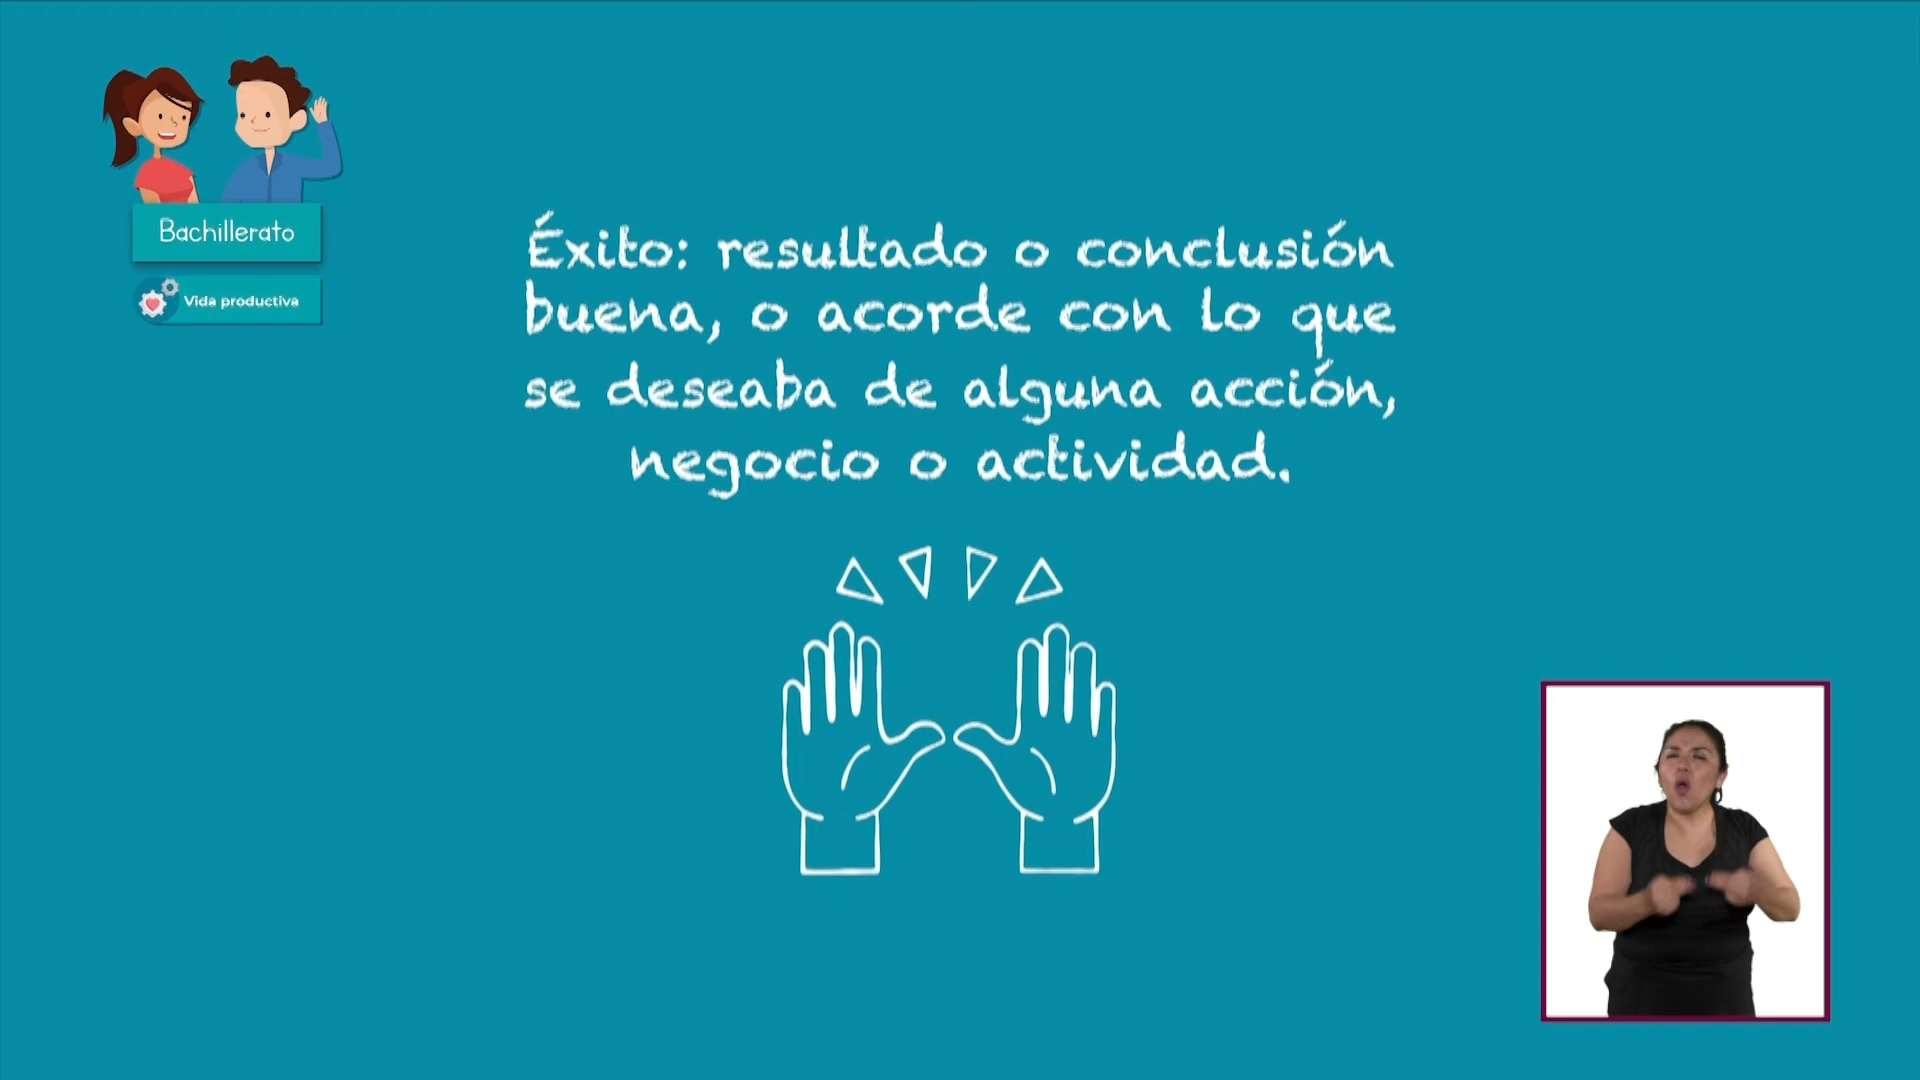 Bachillerato
Vida productiva
Éxito: resultado o conclusión
buena, o acorde con lo que
se deseaba de alguna acción,
negocio o actividad.